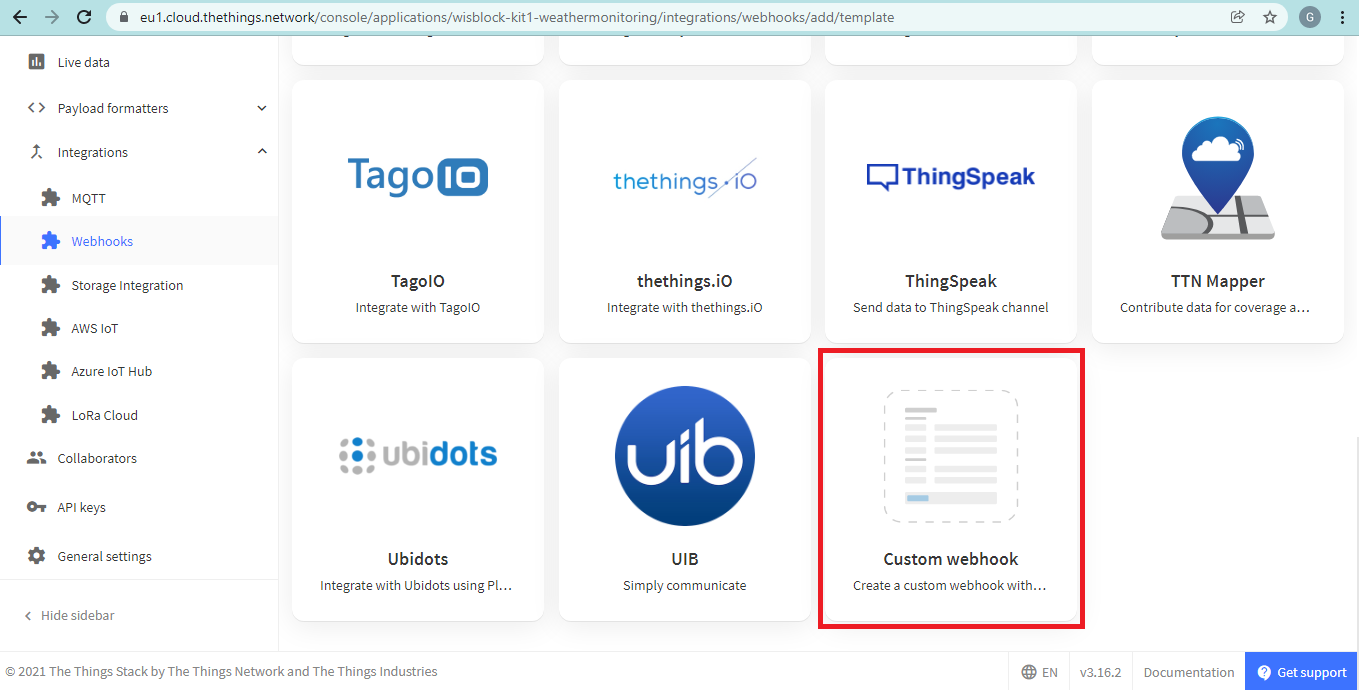 eu1.cloud.thethings.network/console/applications/wisblock-kit1-weathermonitoring/integrations/webhooks/add/template
G
Live data
Payload formatters
Integrations
MQTT
Webhooks
Storage Integration
AWS IoT
Azure IoT Hub
LoRa Cloud
Collaborators
API keys
General settings
Hide sidebar
TagoIO
thethings.iO
ThingSpeak
TagoIO
Integrate with TagoIO
thethings.iO
Integrate with thethings.iO
ThingSpeak
Send data to ThingSpeak channel
TTN Mapper
Contribute data for coverage a...
ubidots
uib
Ubidots
Integrate with Ubidots using Pl...
UIB
Simply communicate
Custom webhook
Create a custom webhook with...
© 2021 The Things Stack by The Things Network and The Things Industries
EN
v3.16.2
Documentation
Get support